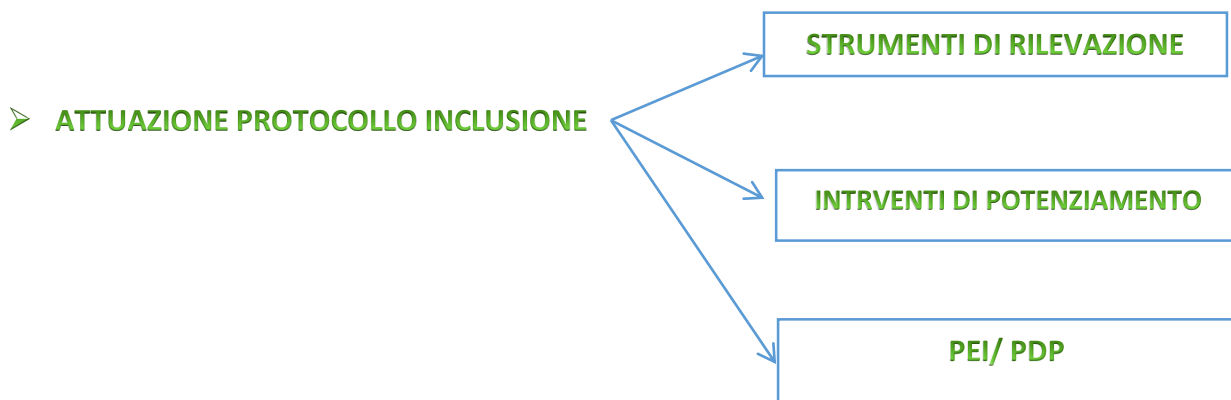 STRUMENTI DI RILEVAZIONE
ATTUAZIONE PROTOCOLLO INCLUSIONE
INTRVENTI DI POTENZIAMENTO
PEI/ PDP